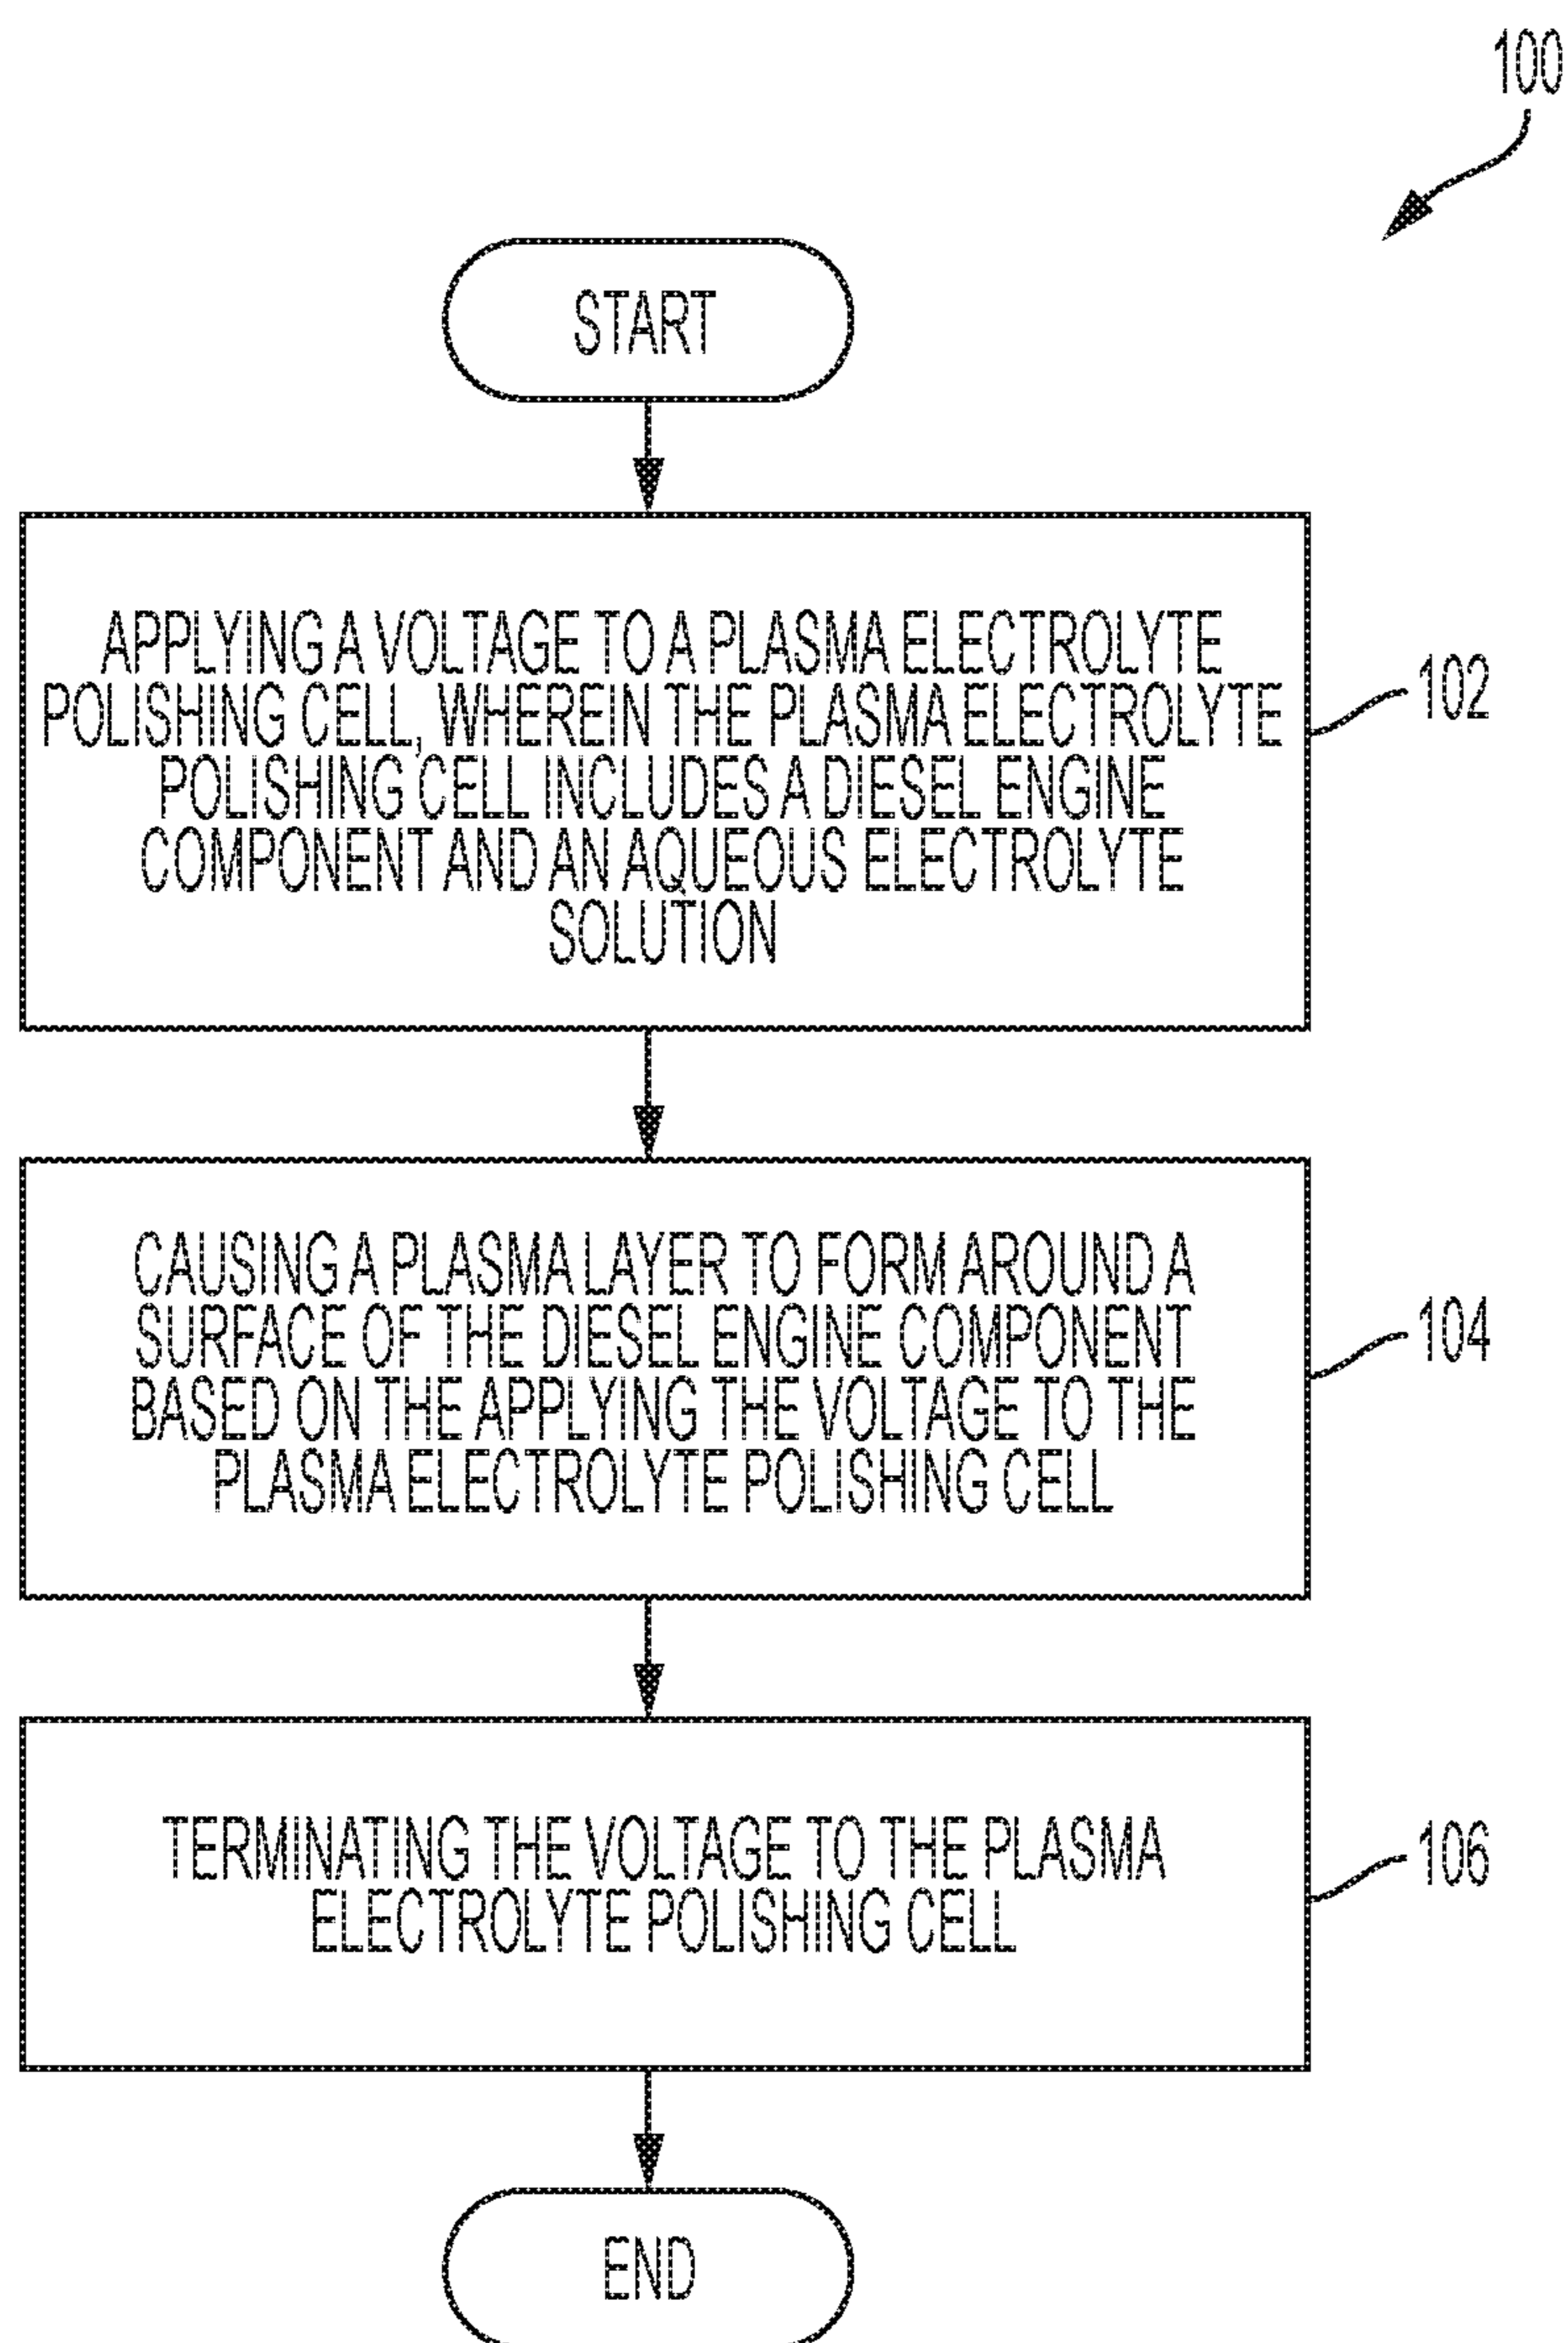 100
START
APPLYING A VOLTAGE TO A PLASMA ELECTROLYTE
POLISHING CELL, WHEREIN THE PLASMA ELECTROLYTE
POLISHING CELL INCLUDES A DIESEL ENGINE
COMPONENT AND AN AQUEOUS ELECTROLYTE
SOLUTION
102
CAUSING A PLASMA LAYER TO FORM AROUND A
SURFACE OF THE DIESEL ENGINE COMPONENT
BASED ON THE APPLYING THE VOLTAGE TO THE
PLASMA ELECTROLYTE POLISHING CELL
104
TERMINATING THE VOLTAGE TO THE PLASMA
ELECTROLYTE POLISHING CELL
106
END